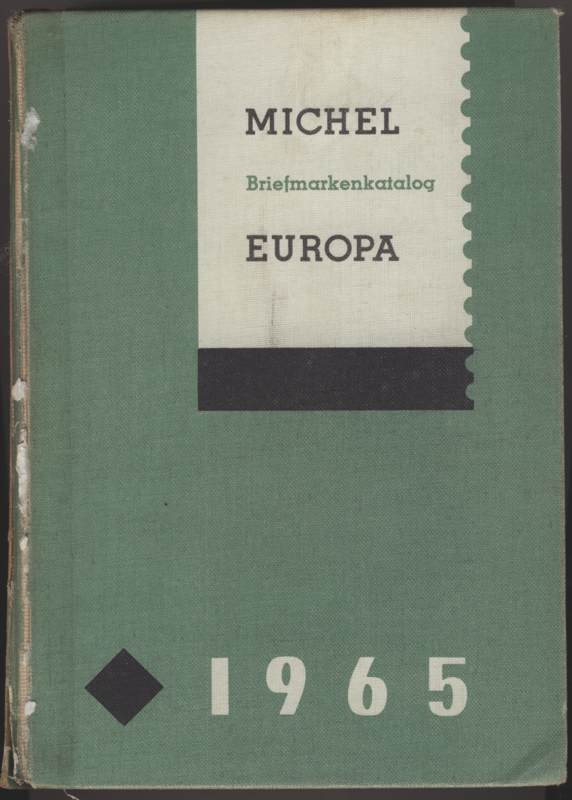 MICHEL
Briefmarkenkatalog
EUROPA
1965